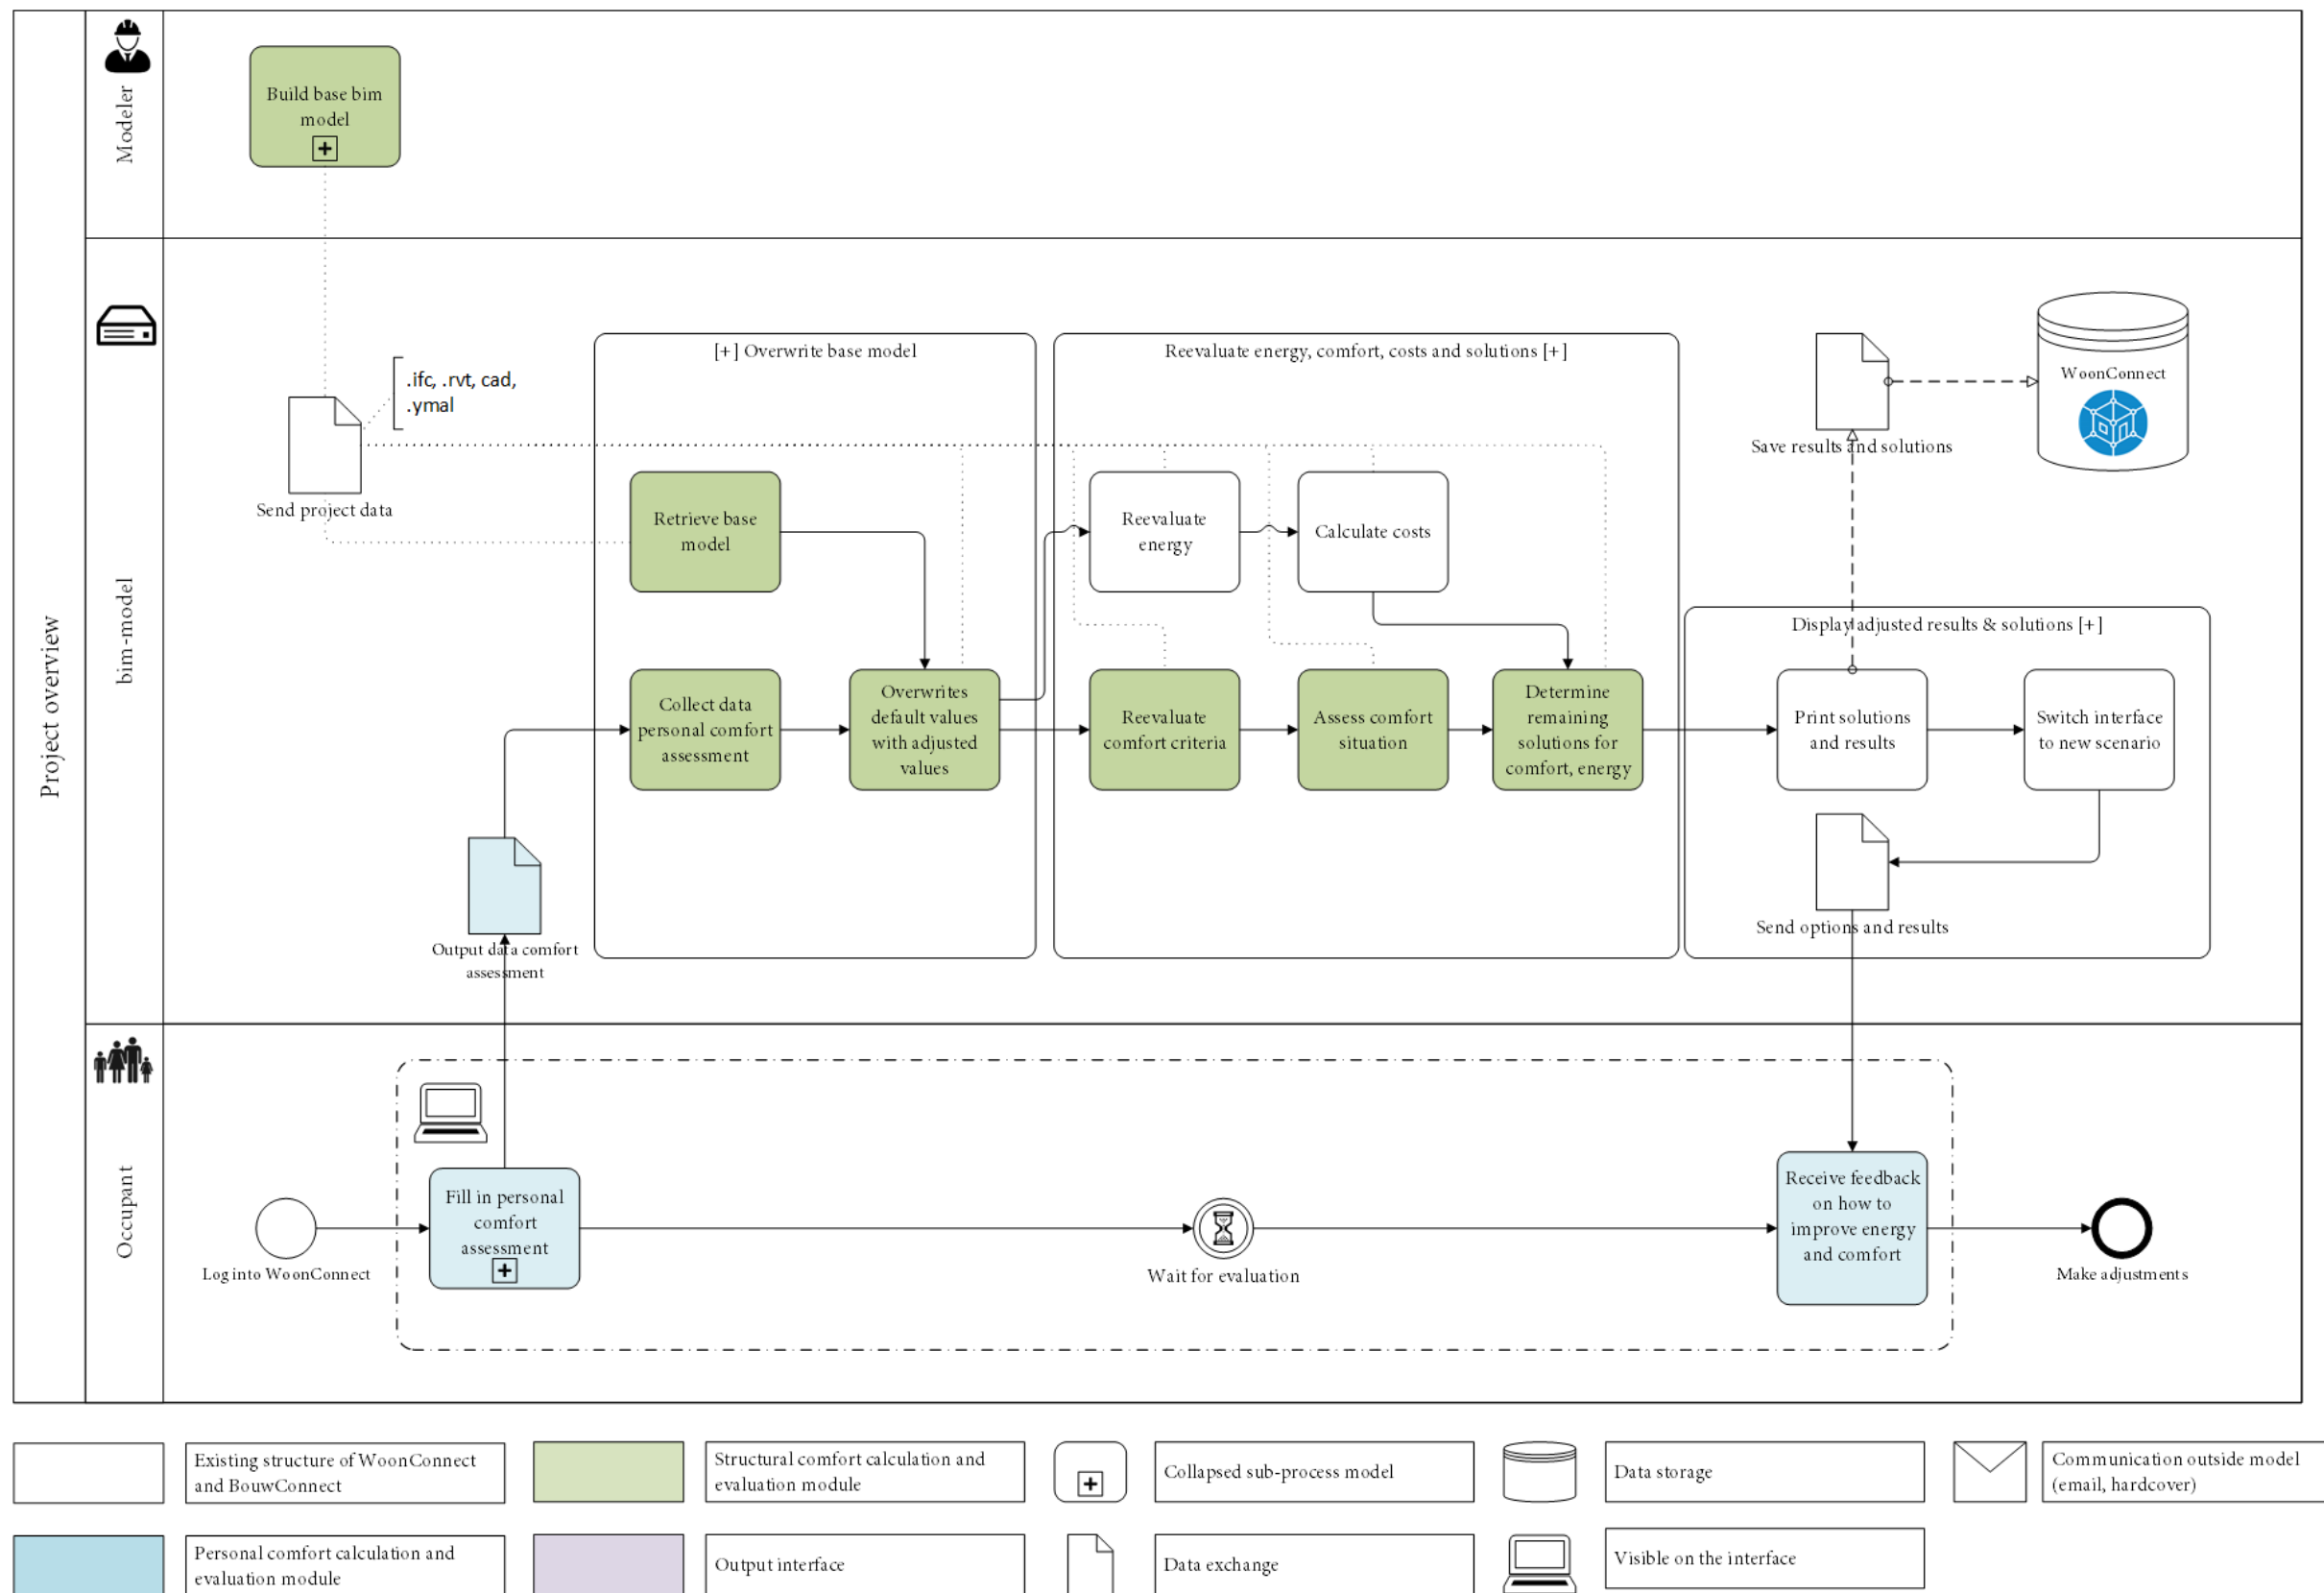 Project overview
Modeler
Build base bim
model
bim-model
.ifc, .rvt, cad,
.ymal
Send project data
[+] Overwrite base model
Retrieve base
model
Collect data
personal comfort
assessment
Overwrites
default values
with adjusted
values
Output data comfort
assessment
Reevaluate energy, comfort, costs and solutions [+]
Reevaluate
energy
Calculate costs
Reevaluate
comfort criteria
Assess comfort
situation
Determine
remaining
solutions for
comfort, energy
Save results and solutions
WoonConnect
Display adjusted results & solutions [+]
Print solutions
and results
Switch interface
to new scenario
Send options and results
Occupant
Log into WoonConnect
Fill in personal
comfort
assessment
Wait for evaluation
Receive feedback
on how to
improve energy
and comfort
Make adjustments
Existing structure of WoonConnect
and BouwConnect
Structural comfort calculation and
evaluation module
Collapsed sub-process model
Data storage
Communication outside model
(email, hardcover)
Personal comfort calculation and
evaluation module
Output interface
Data exchange
Visible on the interface